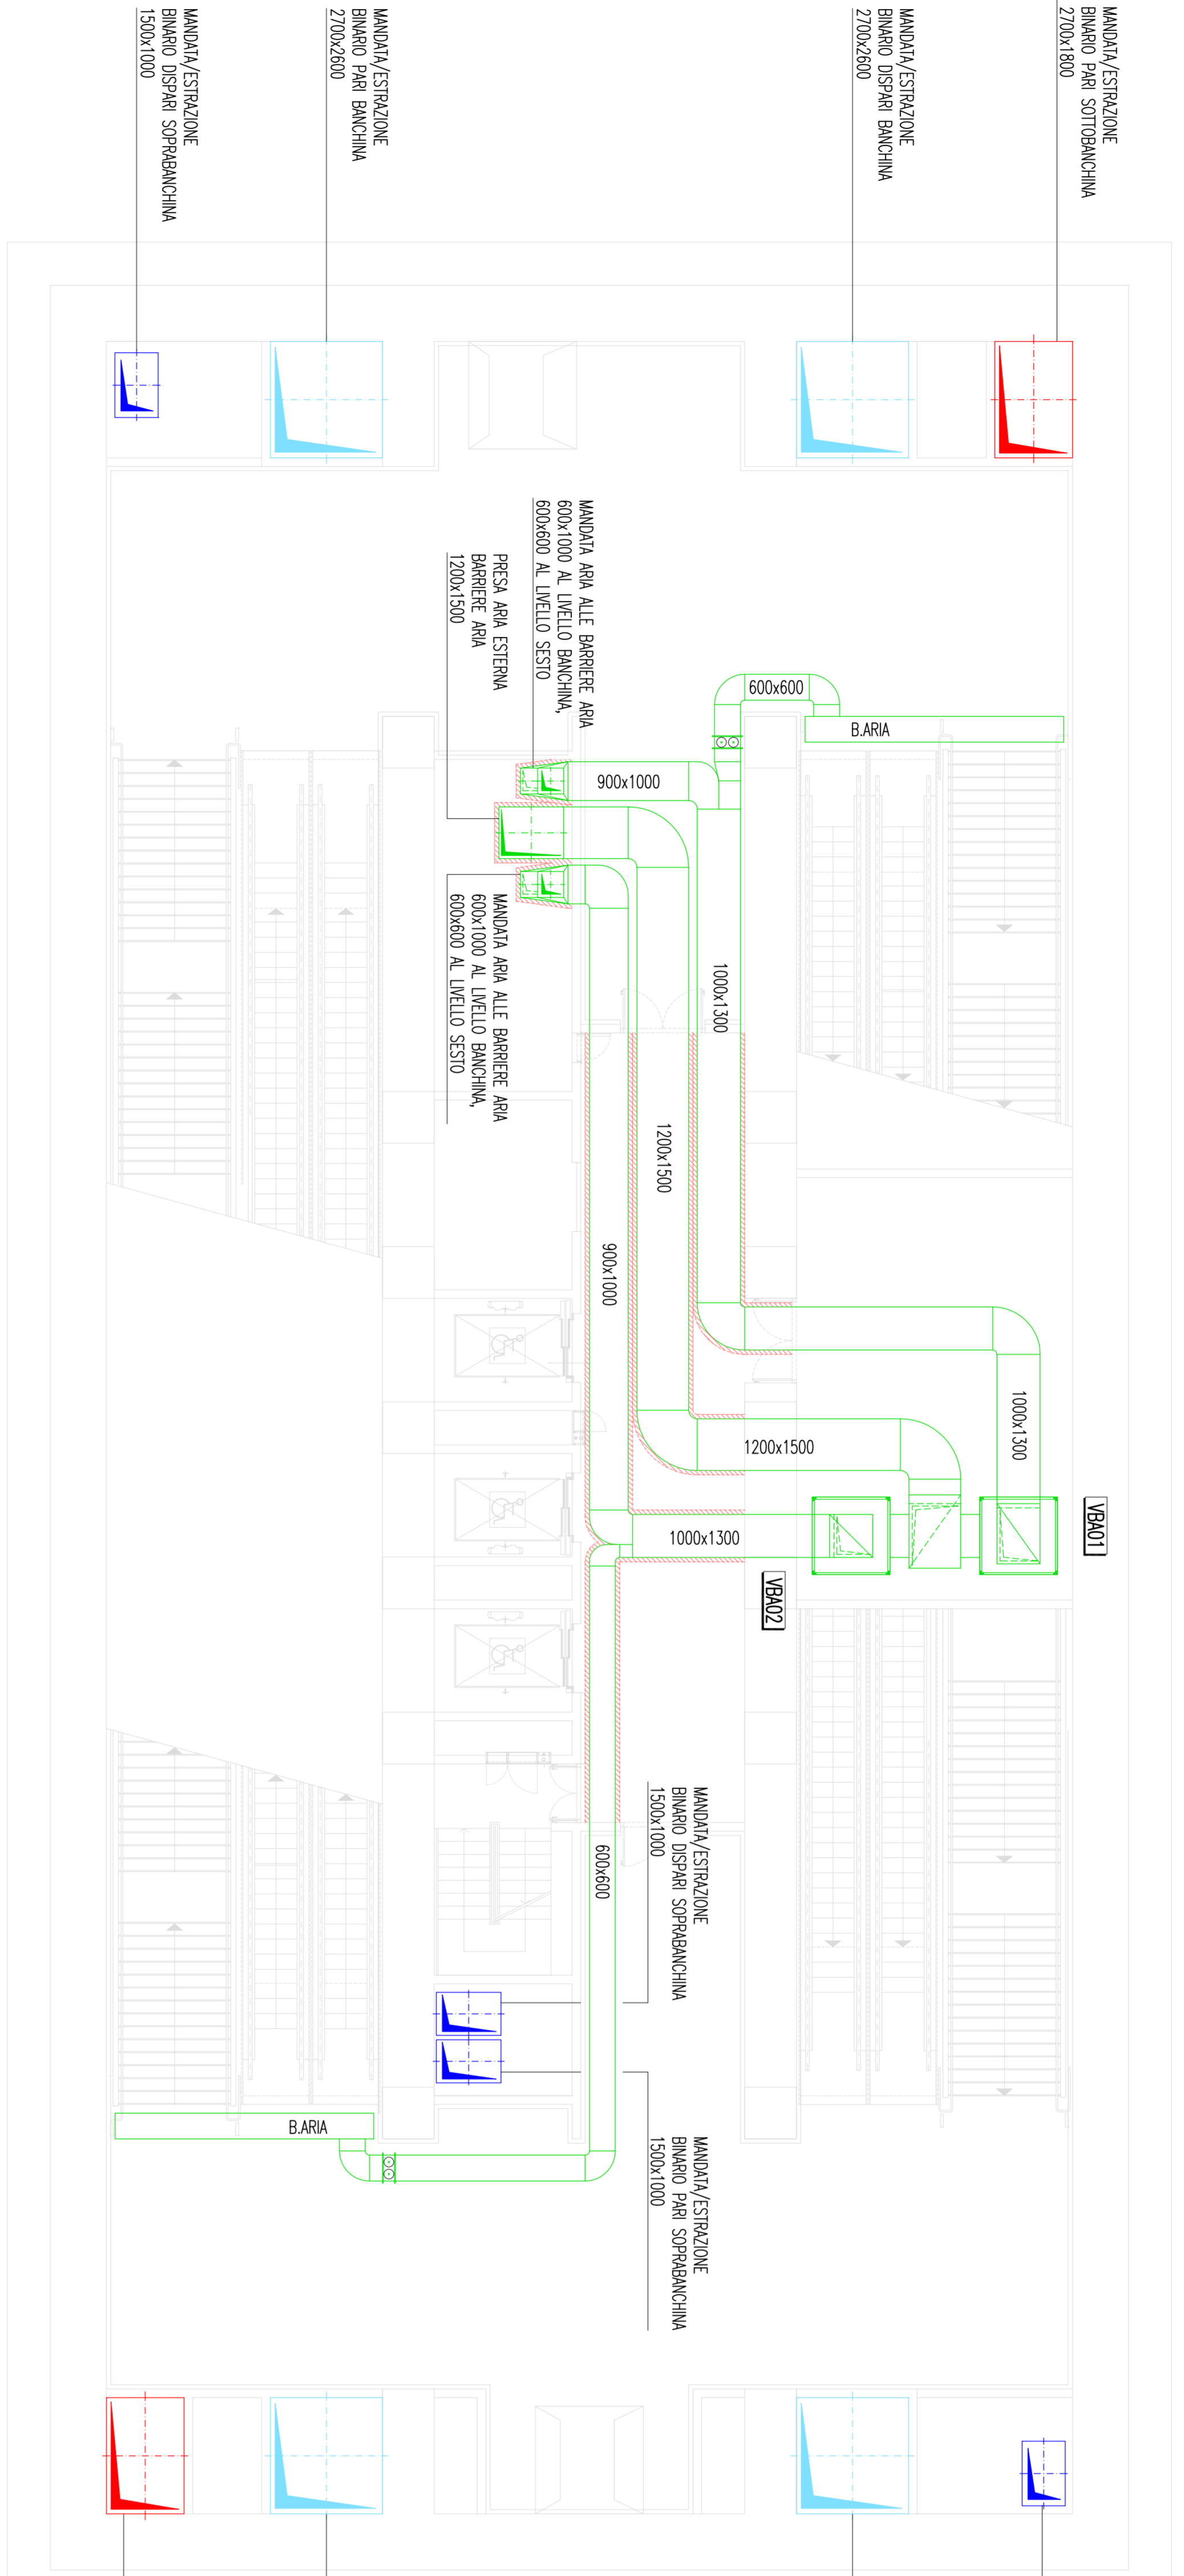 MANDATA/ESTRAZIONE
BINARIO PARI SOTTOBANCHINA
2700x1800
MANDATA/ESTRAZIONE
BINARIO DISPARI BANCHINA
2700x2600
MANDATA/ESTRAZIONE
BINARIO PARI BANCHINA
2700x2600
MANDATA/ESTRAZIONE
BINARIO DISPARI SOPRABANCHINA
1500x1000
MANDATA ARIA ALLE BARRIERE ARIA
600x1000 AL LIVELLO BANCHINA,
600x600 AL LIVELLO SESTO
PRESA ARIA ESTERNA
BARRIERE ARIA
1200x1500
600x600
B.ARIA
900x1000
MANDATA ARIA ALLE BARRIERE ARIA
600x1000 AL LIVELLO BANCHINA,
600x600 AL LIVELLO SESTO
1000x1300
1200x1500
900x1000
1000x1300
1200x1500
1000x1300
VBA01
VBA02
MANDATA/ESTRAZIONE
BINARIO DISPARI SOPRABANCHINA
1500x1000
600x600
MANDATA/ESTRAZIONE
BINARIO PARI SOPRABANCHINA
1500x1000
B.ARIA